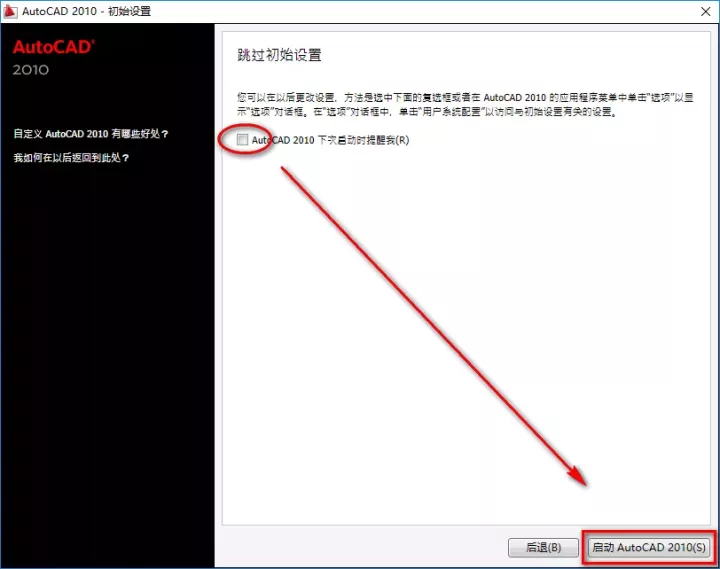 AutoCAD 2010 - 初始设置
AutoCAD®
2010
自定义 AutoCAD 2010 有哪些好处？
我如何在以后返回到此处？
跳过初始设置
您可以在以后更改设置，方法是选中下面的复选框或者在 AutoCAD 2010 的应用程序菜单中单击“选项”以显
示“选项”对话框。在“选项”对话框中，单击“用户系统配置”以访问与初始设置有关的设置。
AutoCAD 2010 下次启动时提醒我(R)
后退(B)
启动 AutoCAD 2010(S)